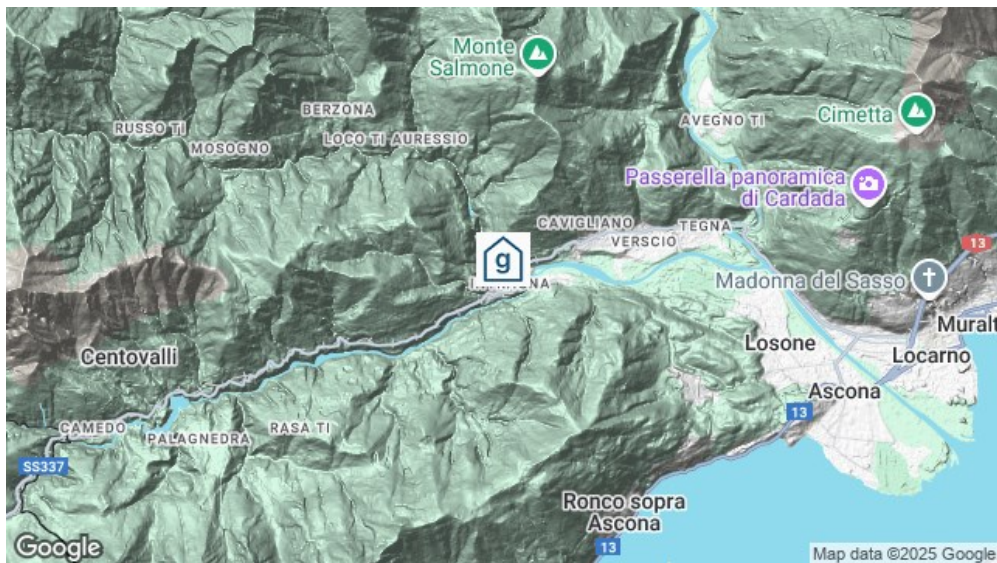 Monte
Salmone
Cimetta
BERZONA
RUSSO TI
MOSOGNO
LOCO TI AURESSIO
AVEGNO TI
Passerella panoramica
di Cardada
CAVIGLIANO
TEGNA
VERSCIO
13
g
Madonna del Sasso
Muralt
Centovalli
Losone
Locarno
Ascona
13
CAMEDO
PALAGNEDRA
RASA TI
SS337
Ronco sopra
Ascona
13
Google
Map data ©2025 Google